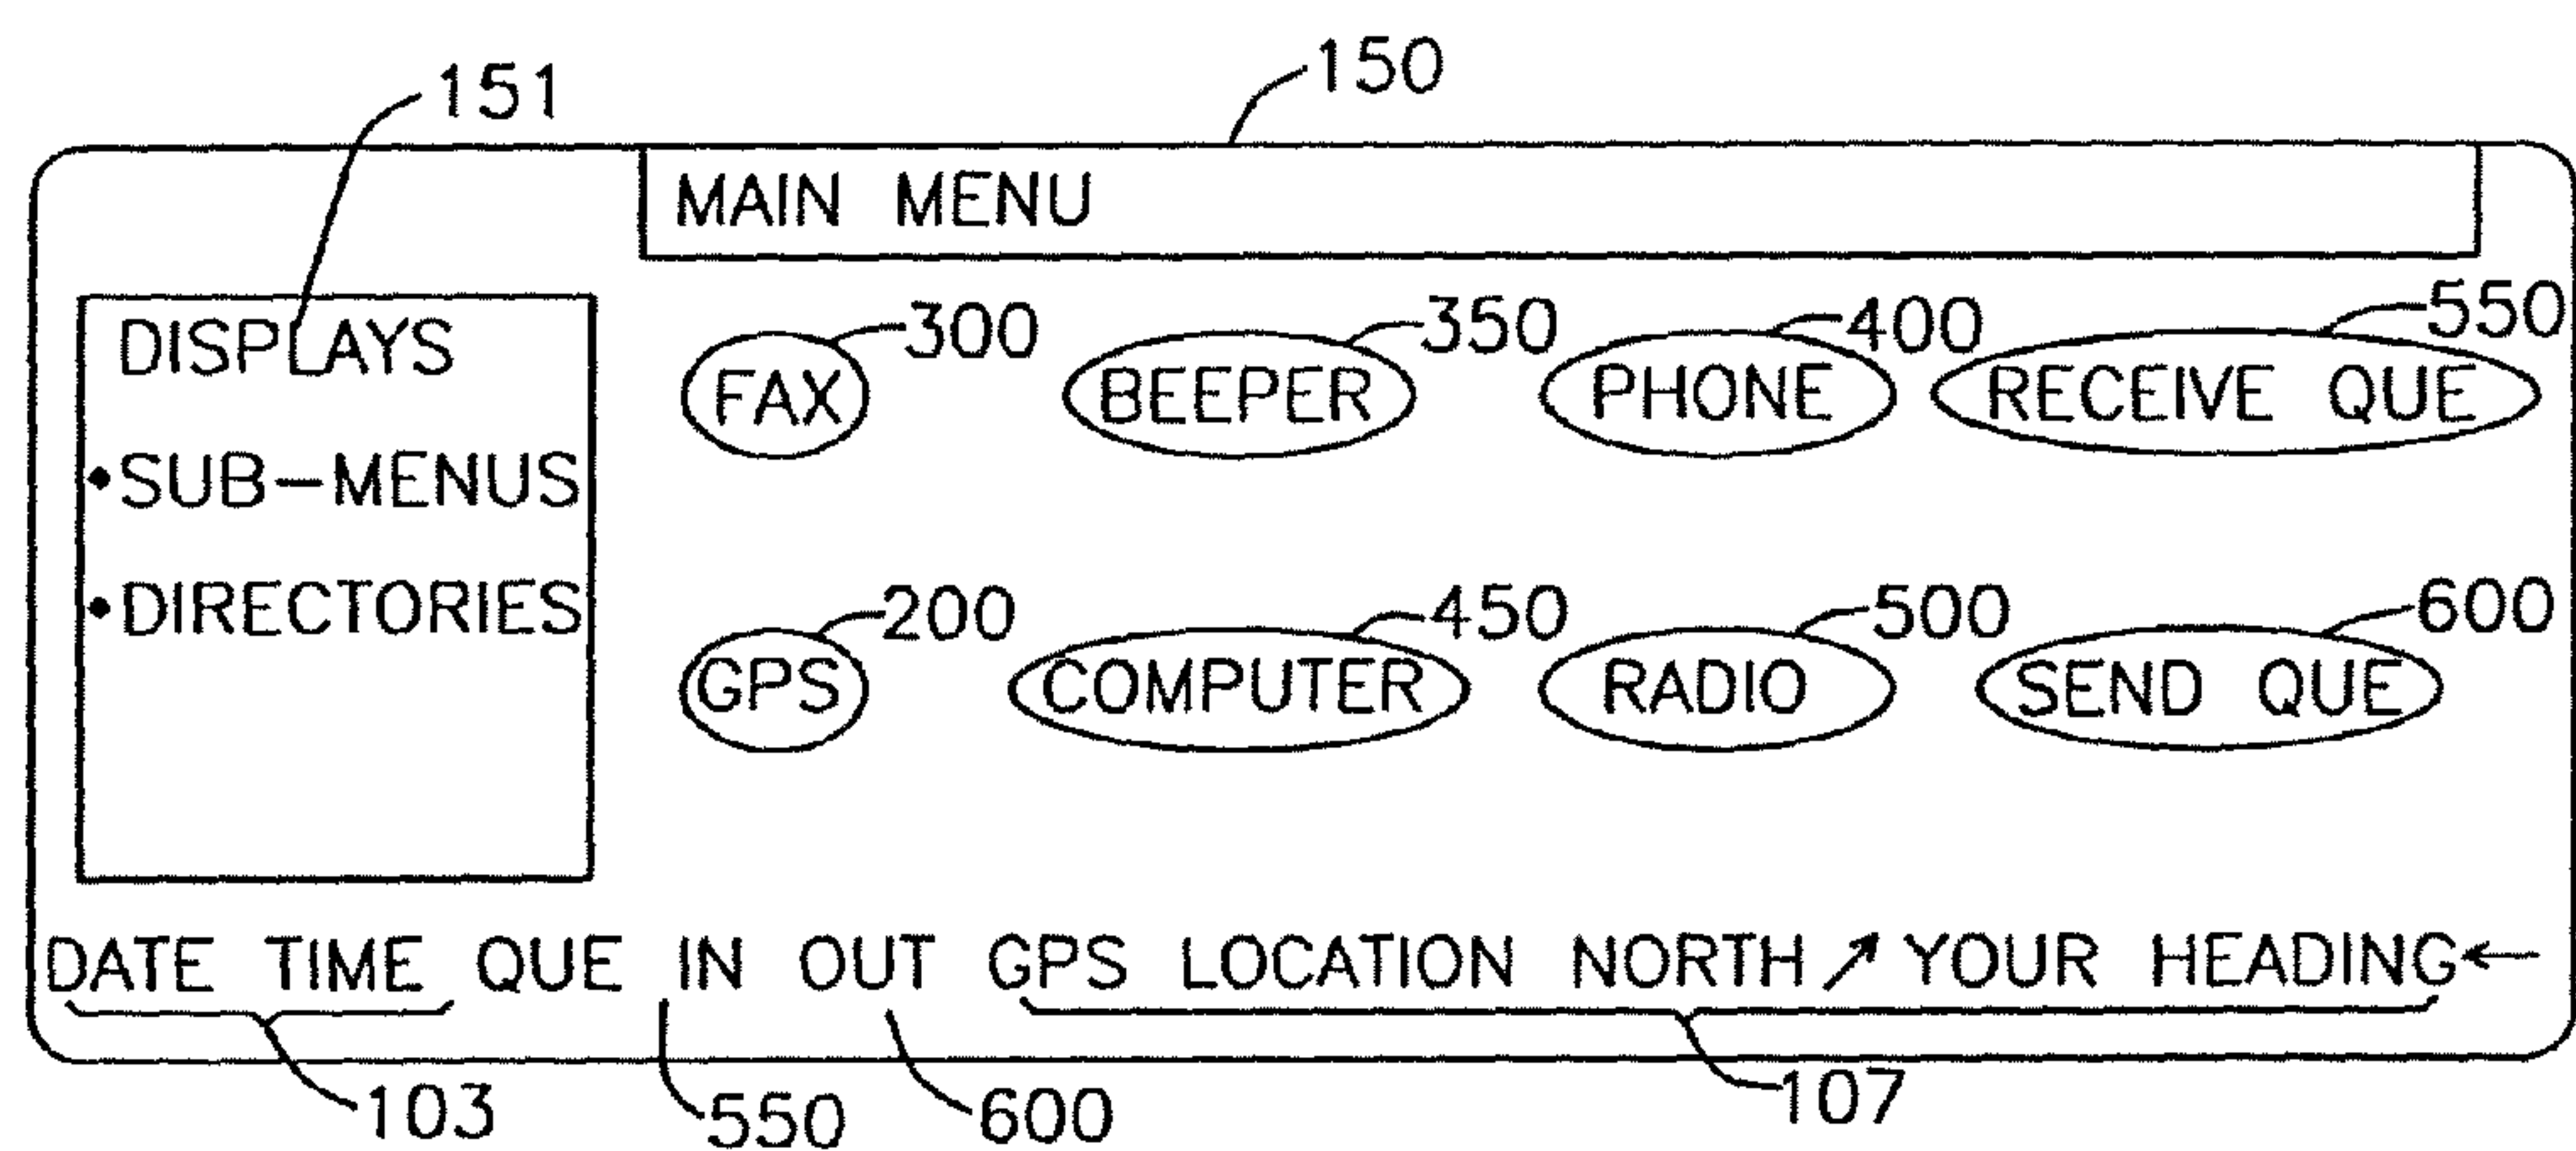 151 150
MAIN MENU
DISPLAYS
•SUB-MENUS
•DIRECTORIES
300 350 400 550
FAX BEEPER PHONE RECEIVE QUE
200 450 500 600
GPS COMPUTER RADIO SEND QUE
DATE TIME QUE IN OUT GPS LOCATION NORTH↗ YOUR HEADING←
103 550 600 107